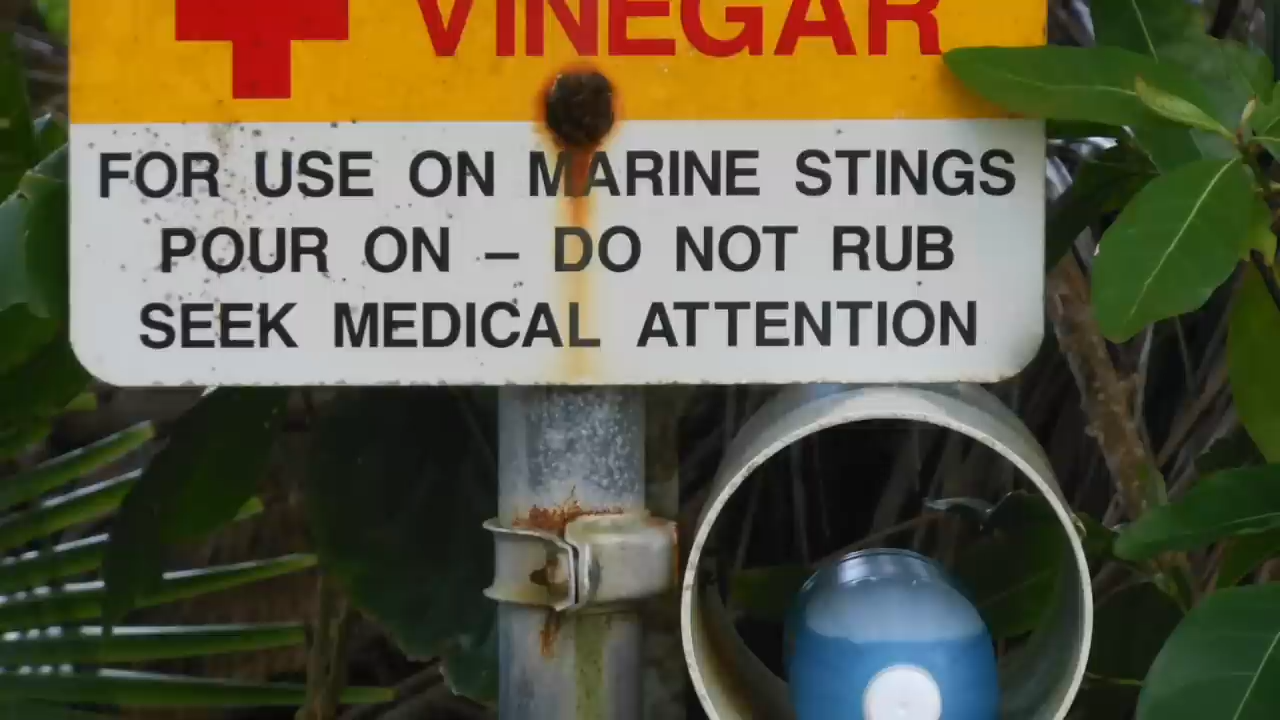 VINEGAR
FOR USE ON MARINE STINGS
POUR ON – DO NOT RUB
SEEK MEDICAL ATTENTION